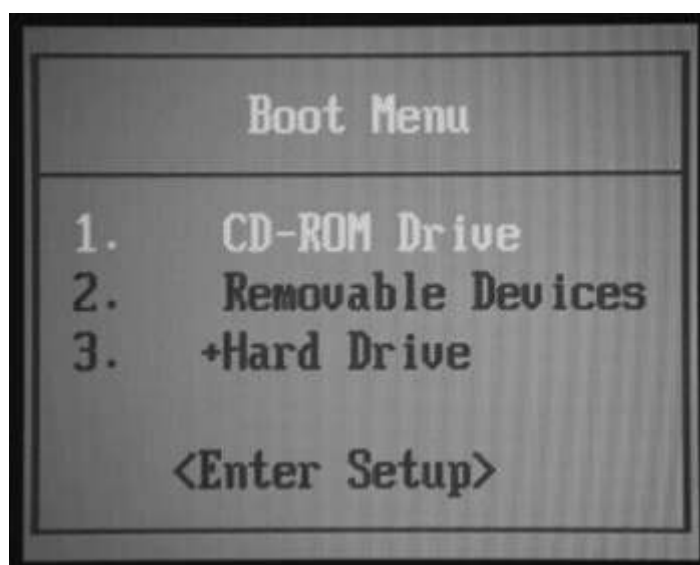 Boot Menu
1. CD-ROM Drive
2. Removable Devices
3. +Hard Drive
<Enter Setup>